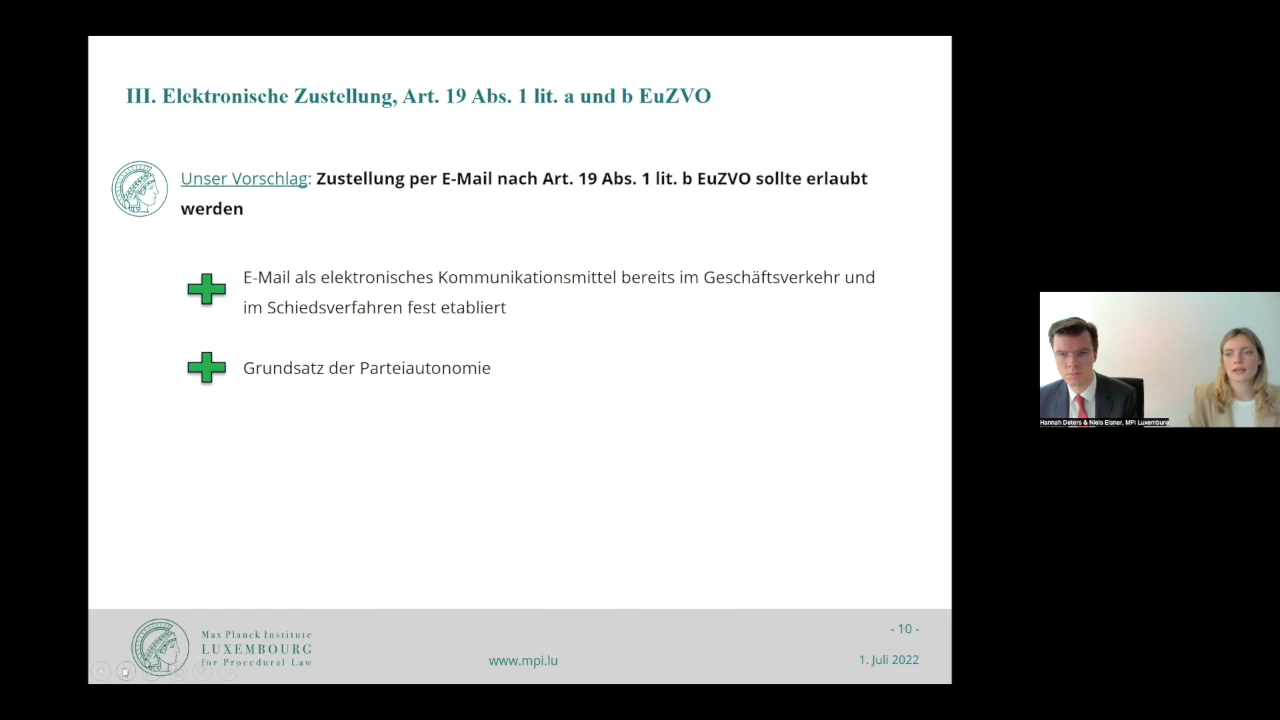 III. Elektronische Zustellung, Art. 19 Abs. 1 lit. a und b EuZVO
Unser Vorschlag: Zustellung per E-Mail nach Art. 19 Abs. 1 lit. b EuZVO sollte erlaubt
werden
E-Mail als elektronisches Kommunikationsmittel bereits im Geschäftsverkehr und
im Schiedsverfahren fest etabliert
Grundsatz der Parteiautonomie
Hannah Deters & Niels Elsner, MPI Luxemburg
Max Planck Institute
LUXEMBOURG
for Procedural Law
www.mpi.lu
- 10 -
1. Juli 2022